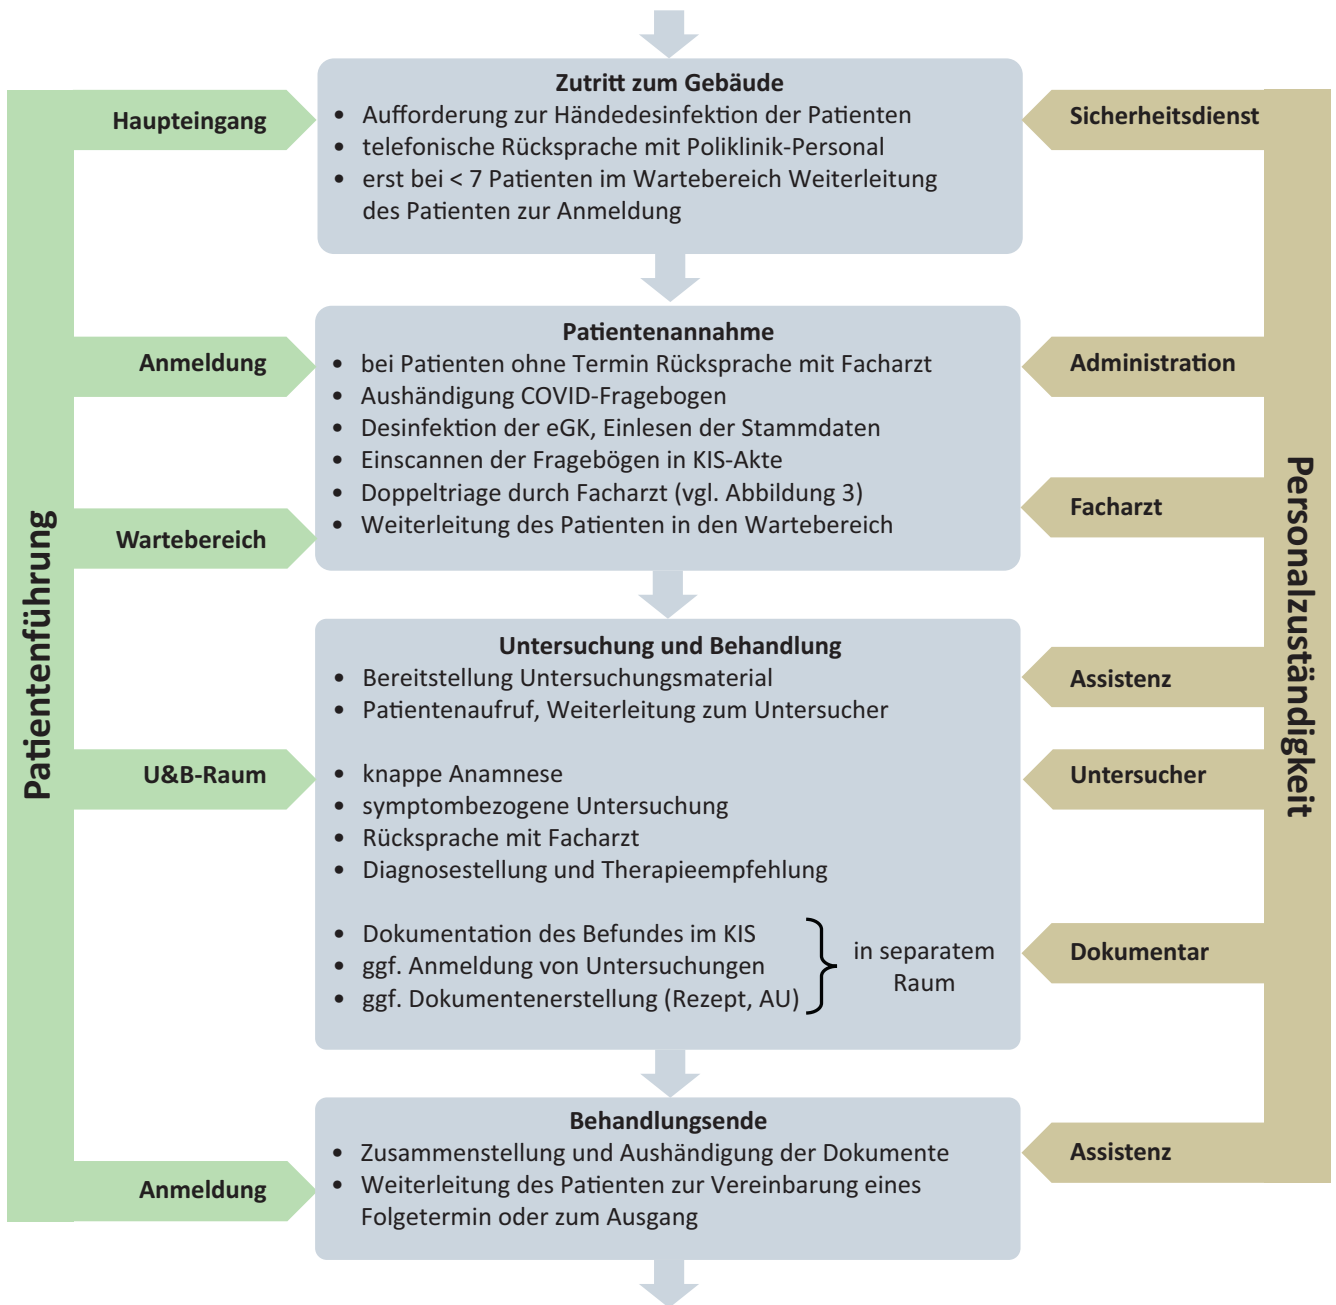 Patientenführung
Personalzuständigkeit
Haupteingang
Zutritt zum Gebäude
• Aufforderung zur Händedesinfektion der Patienten
• telefonische Rücksprache mit Poliklinik-Personal
• erst bei < 7 Patienten im Wartebereich Weiterleitung
des Patienten zur Anmeldung
Sicherheitsdienst
Anmeldung
Wartebereich
Patientenannahme
• bei Patienten ohne Termin Rücksprache mit Facharzt
• Aushändigung COVID-Fragebogen
• Desinfektion der eGK, Einlesen der Stammdaten
• Einscannen der Fragebögen in KIS-Akte
• Doppeltriage durch Facharzt (vgl. Abbildung 3)
• Weiterleitung des Patienten in den Wartebereich
Administration
Facharzt
U&B-Raum
Untersuchung und Behandlung
• Bereitstellung Untersuchungsmaterial
• Patientenaufruf, Weiterleitung zum Untersucher
• knappe Anamnese
• symptombezogene Untersuchung
• Rücksprache mit Facharzt
• Diagnosestellung und Therapieempfehlung
• Dokumentation des Befundes im KIS
• ggf. Anmeldung von Untersuchungen
• ggf. Dokumentenerstellung (Rezept, AU)
in separatem
Raum
Assistenz
Untersucher
Dokumentar
Anmeldung
Behandlungsende
• Zusammenstellung und Aushändigung der Dokumente
• Weiterleitung des Patienten zur Vereinbarung eines
Folgetermin oder zum Ausgang
Assistenz